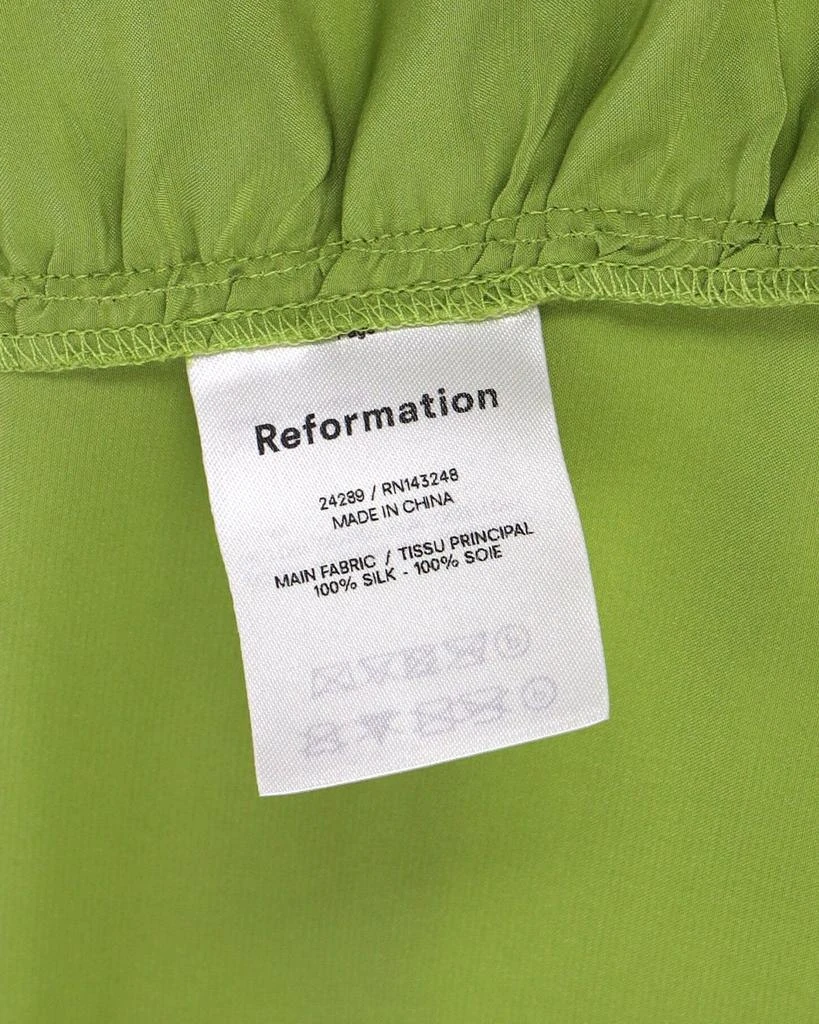 Reformation
24289 / RN143248
MADE IN CHINA
MAIN FABRIC / TISSU PRINCIPAL
100% SILK - 100% SOIE